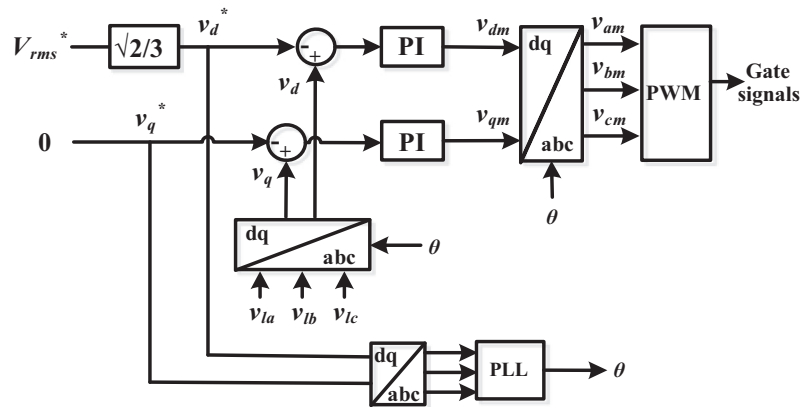 V_rms^*
√2/3
v_d^*
- +
PI
v_dm
dq
abc
v_am
v_bm
v_cm
PWM
Gate
signals
v_d
0
v_q^*
- +
PI
v_qm
v_q
θ
dq
abc
θ
v_la v_lb v_lc
dq
abc
PLL
θ